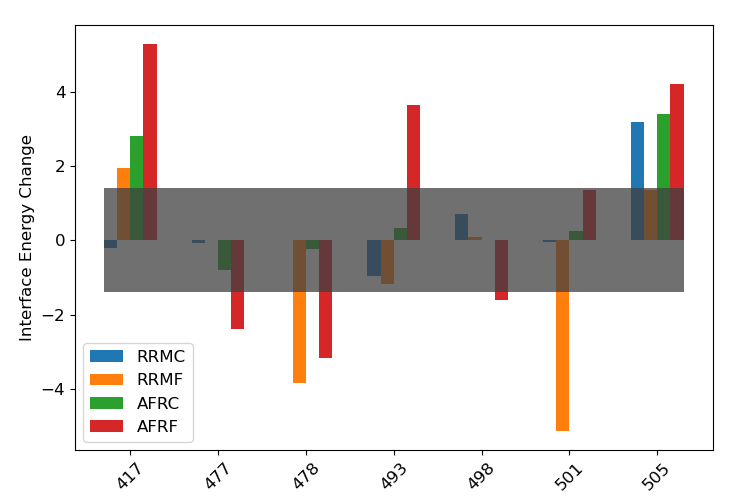 Interface Energy Change
4
2
0
−2
−4
RRMC
RRMF
AFRC
AFRF
417
477
478
493
498
501
505